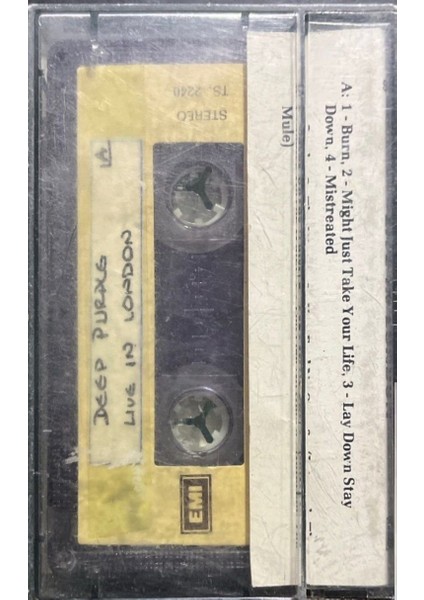 A: 1 - Burn, 2 - Might Just Take Your Life, 3 - Lay Down Stay
Down, 4 - Mistreated
Mule)
STEREO
TS. 2240
A
DEEP PURPLE
LIVE IN LONDON
EMI